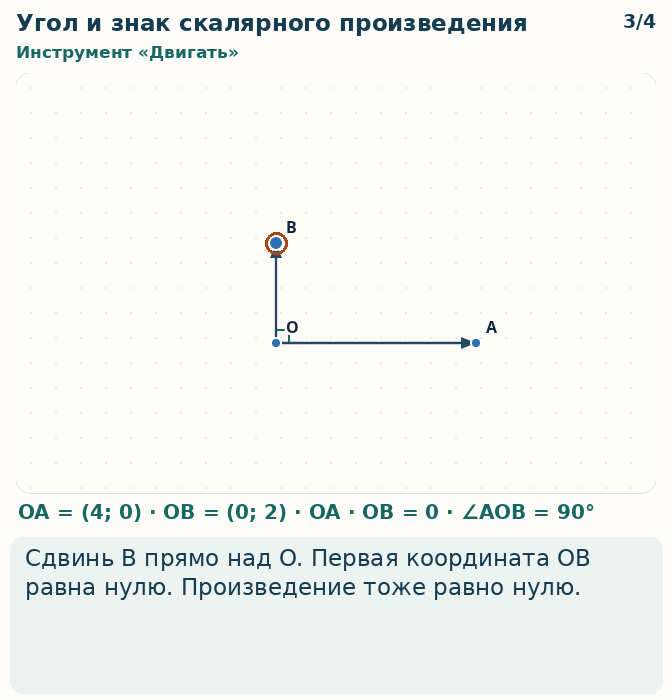 Угол и знак скалярного произведения
3/4
Инструмент «Двигать»
B
O
A
OA = (4; 0) · OB = (0; 2) · OA · OB = 0 · ∠AOB = 90°
Сдвинь B прямо над O. Первая координата OB
равна нулю. Произведение тоже равно нулю.